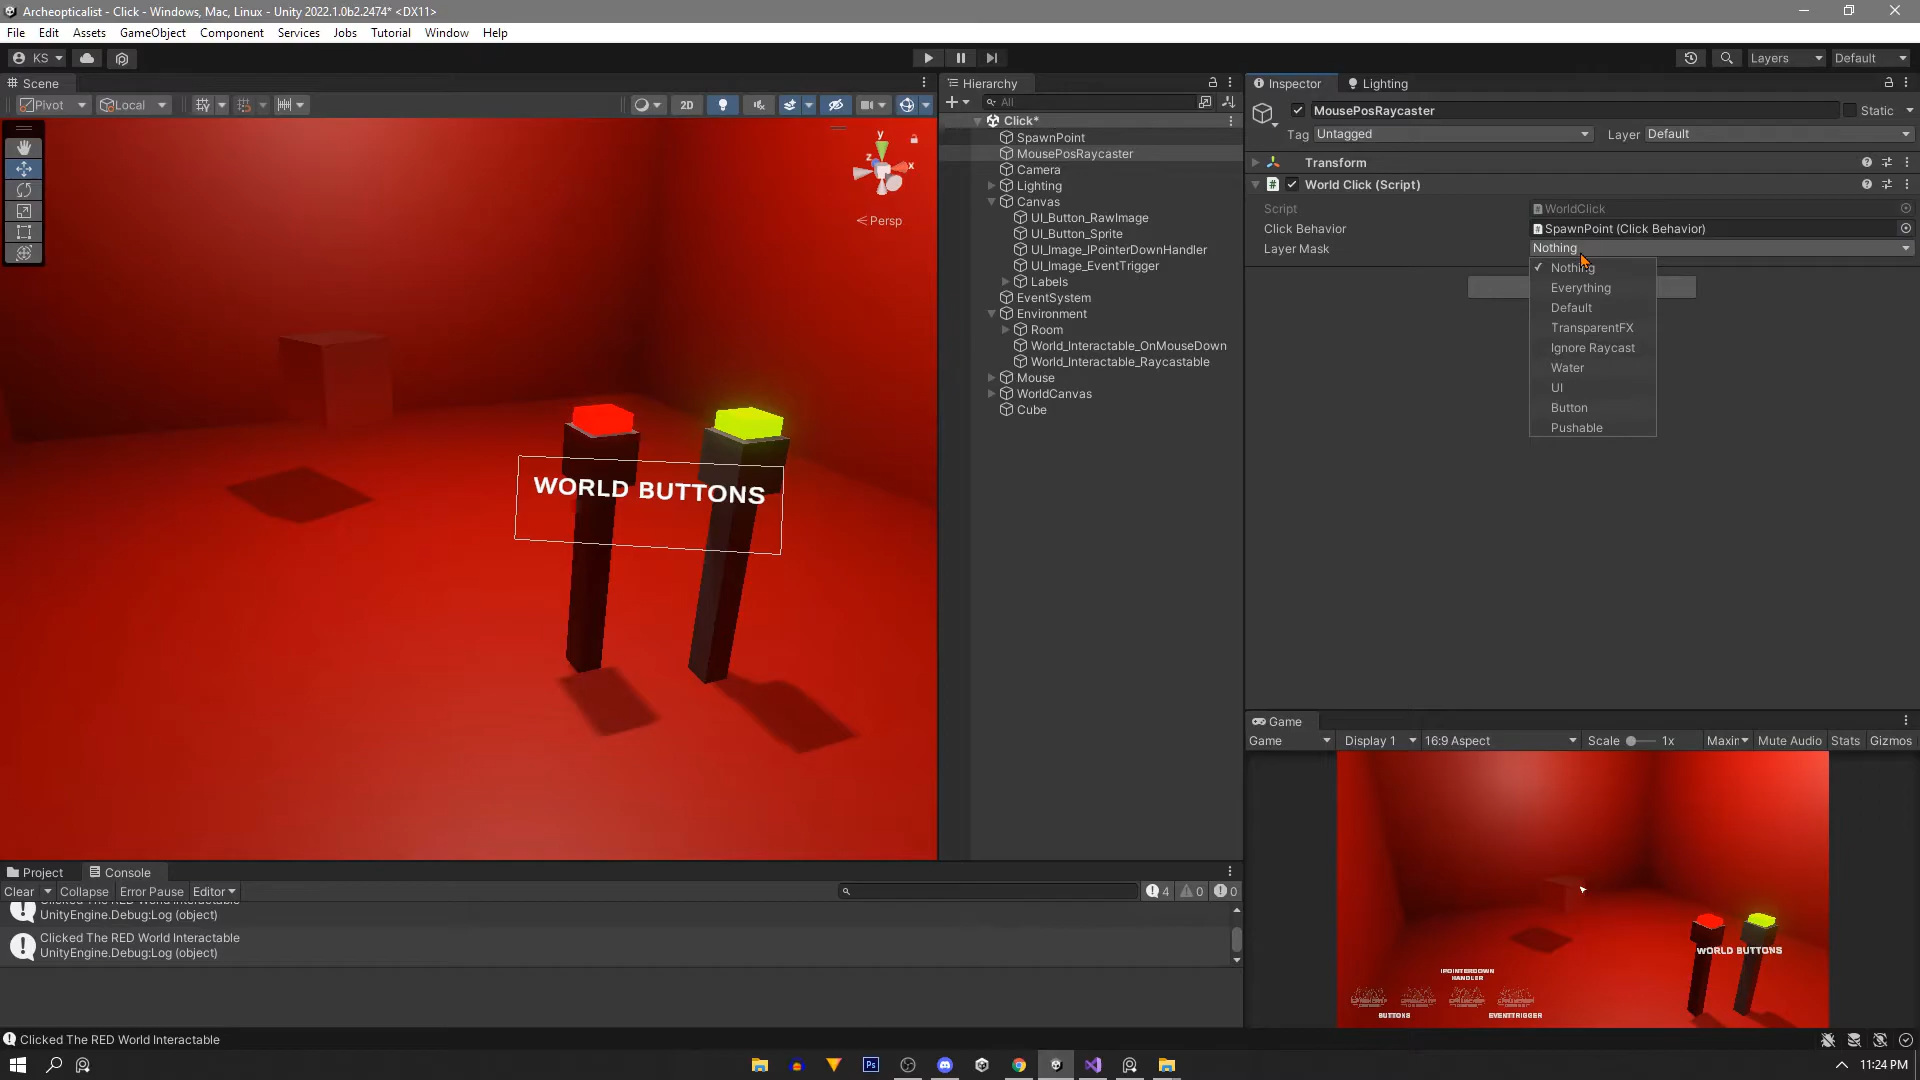 Archeopticalist - Click - Windows, Mac, Linux - Unity 2022.1.0b2.2474* <DX11>
File Edit Assets GameObject Component Services Jobs Tutorial Window Help
KS Layers Default
Scene
Pivot Local 2D
y
x
z
< Persp
WORLD BUTTONS
Hierarchy
All
Click*
SpawnPoint
MousePosRaycaster
Camera
Lighting
Canvas
UI_Button_RawImage
UI_Button_Sprite
UI_Image_IPointerDownHandler
UI_Image_EventTrigger
Labels
EventSystem
Environment
Room
World_Interactable_OnMouseDown
World_Interactable_Raycastable
Mouse
WorldCanvas
Cube
Inspector Lighting
MousePosRaycaster Static
Tag Untagged Layer Default
Transform
World Click (Script)
Script WorldClick
Click Behavior SpawnPoint (Click Behavior)
Layer Mask Nothing
Nothing
Everything
Default
TransparentFX
Ignore Raycast
Water
UI
Button
Pushable
Game
Game Display 1 16:9 Aspect Scale 1x Maxin Mute Audio Stats Gizmos
WORLD BUTTONS
IPOINTERDOWN
HANDLER
BUTTONS EVENTTRIGGER
Project Console
Clear Collapse Error Pause Editor 4 0 0
Clicked The RED World Interactable
UnityEngine.Debug:Log (object)
Clicked The RED World Interactable
UnityEngine.Debug:Log (object)
Clicked The RED World Interactable
Ps
11:24 PM